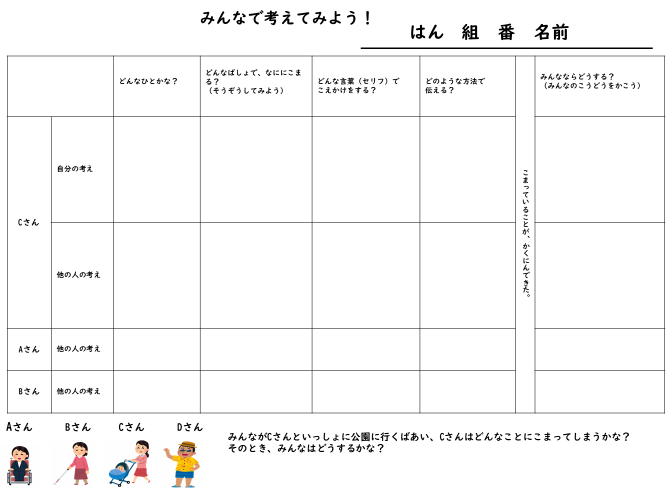 みんなで考えてみよう！
はん　組　番　名前
どんなひとかな？
どんなばしょで、なににこま
る？
（そうぞうしてみよう）
どんな言葉（セリフ）で
こえかけをする？
どのような方法で
伝える？
みんなならどうする？
（みんなのこうどうをかこう）
Cさん
自分の考え
他の人の考え
こまっていることが、かくにんできた。
Aさん
他の人の考え
Bさん
他の人の考え
Aさん
Bさん
Cさん
Dさん
みんながCさんといっしょに公園に行くばあい、Cさんはどんなことにこまってしまうかな？
そのとき、みんなはどうするかな？